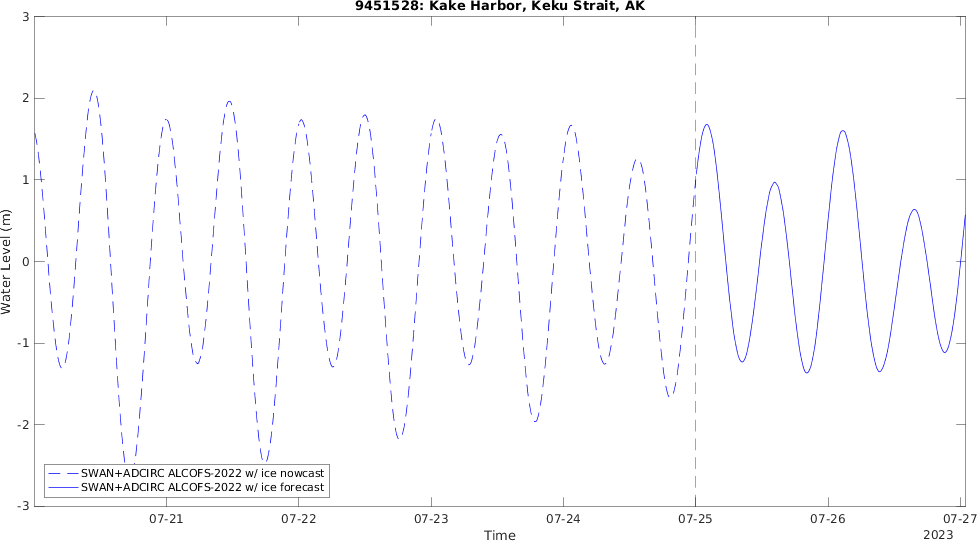 9451528: Kake Harbor, Keku Strait, AK
3
2
1
0
-1
-2
-3
Water Level (m)
SWAN+ADCIRC ALCOFS-2022 w/ ice nowcast
SWAN+ADCIRC ALCOFS-2022 w/ ice forecast
07-21 07-22 07-23 07-24 07-25 07-26 07-27
Time
2023